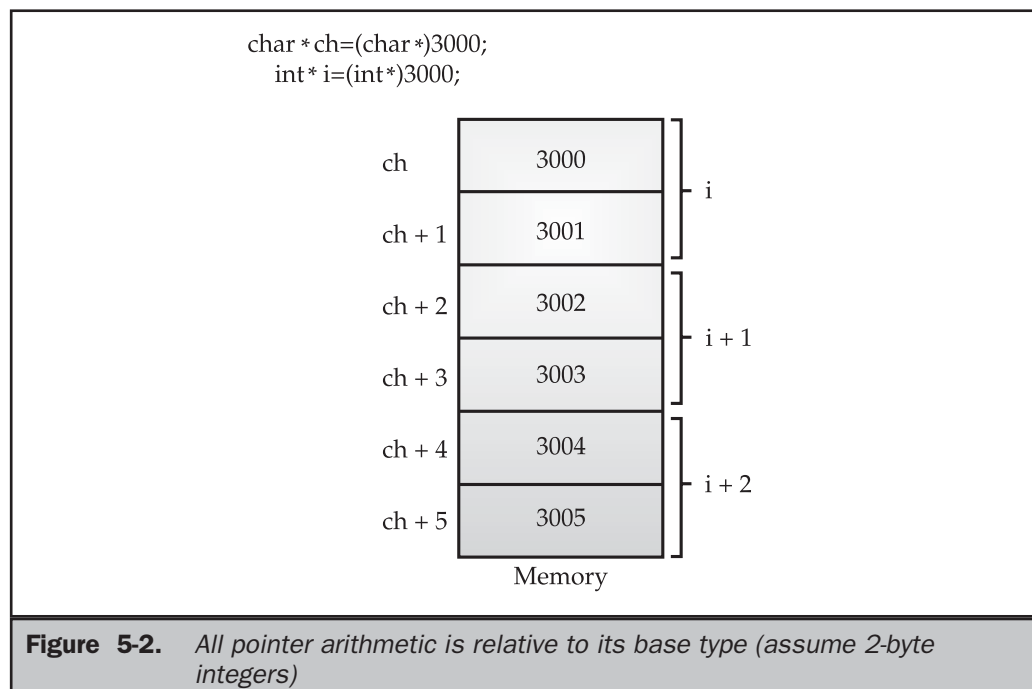 char * ch=(char*)3000;
int* i=(int*)3000;
ch 3000
i
ch + 1 3001
ch + 2 3002
i + 1
ch + 3 3003
ch + 4 3004
i + 2
ch + 5 3005
Memory
Figure 5-2. All pointer arithmetic is relative to its base type (assume 2-byte
integers)